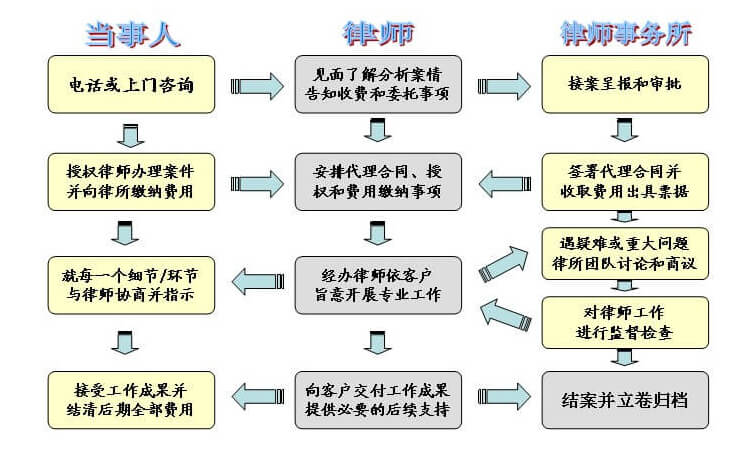 当事人
律师
律师事务所
电话或上门咨询
见面了解分析案情
告知收费和委托事项
接案呈报和审批
授权律师办理案件
并向律所缴纳费用
安排代理合同、授
权和费用缴纳事项
签署代理合同并
收取费用出具票据
遇疑难或重大问题
律所团队讨论和商议
就每一个细节/环节
与律师协商并指示
经办律师依客户
旨意开展专业工作
对律师工作
进行监督检查
接受工作成果并
结清后期全部费用
向客户交付工作成果
提供必要的后续支持
结案并立卷归档